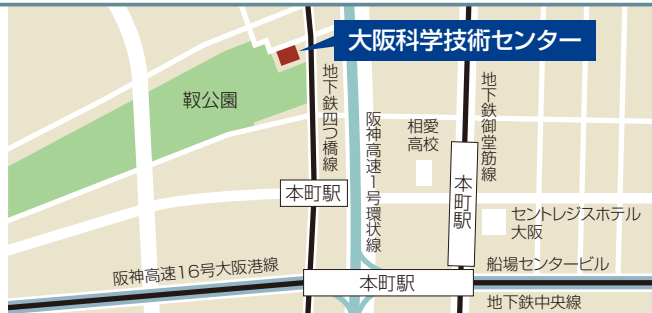 大阪科学技術センター
靱公園
地下鉄四つ橋線
阪神高速1号環状線
相愛
高校
地下鉄御堂筋線
本町駅
本町駅
セントレジスホテル
大阪
阪神高速16号大阪港線
本町駅
船場センタービル
地下鉄中央線